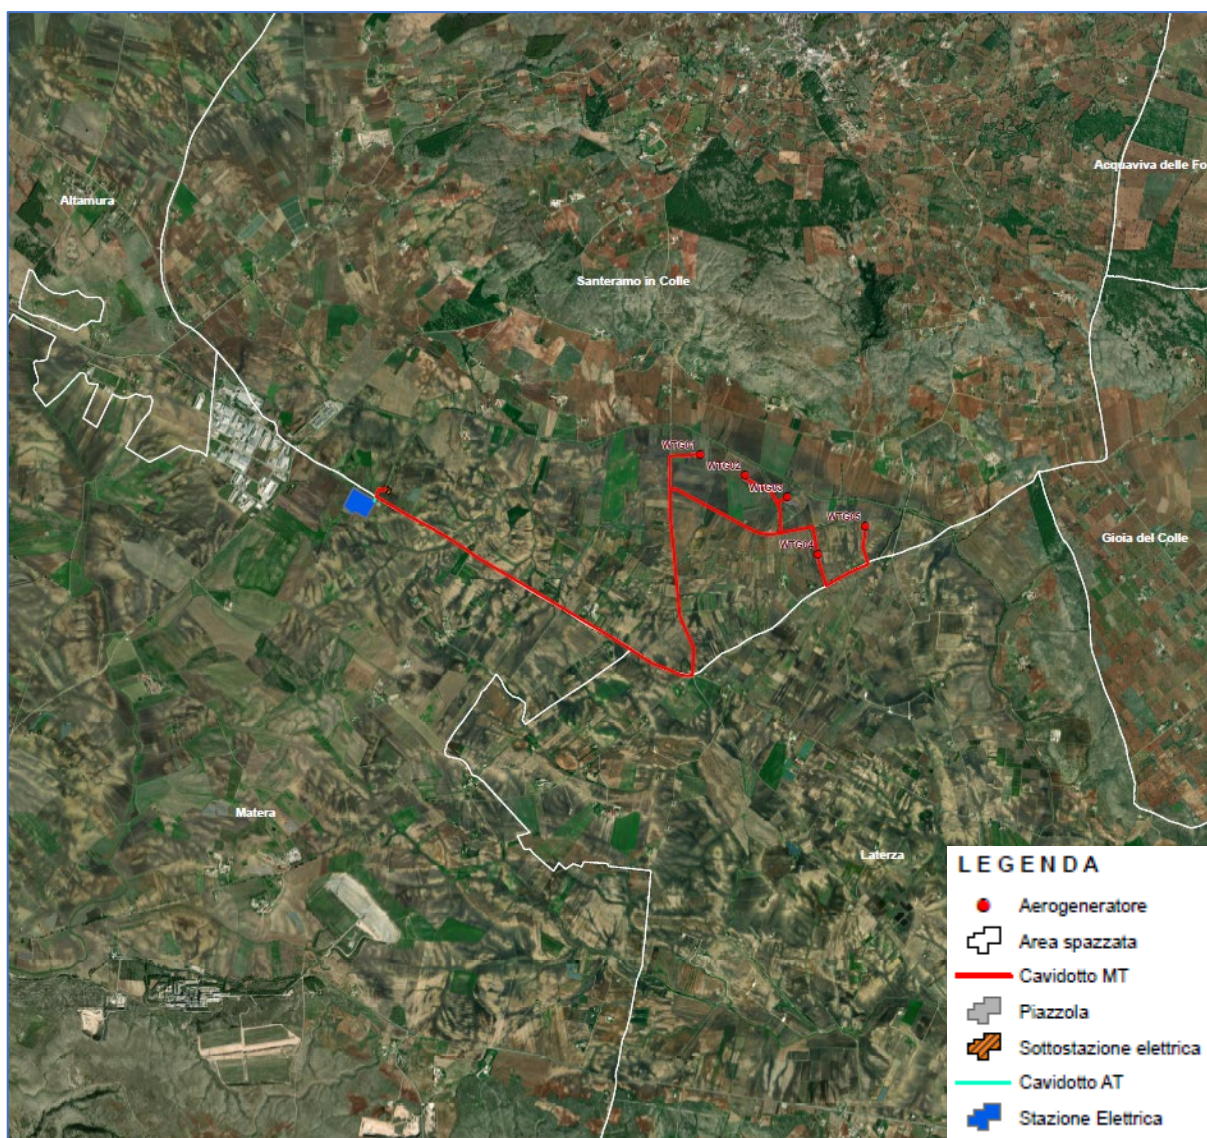 Acquaviva delle Fo
Altamura
Santeramo in Colle
WTG01
WTG02
WTG03
WTG05
WTG04
Gioia del Colle
Matera
Laterza
LEGENDA
Aerogeneratore
Area spazzata
Cavidotto MT
Piazzola
Sottostazione elettrica
Cavidotto AT
Stazione Elettrica